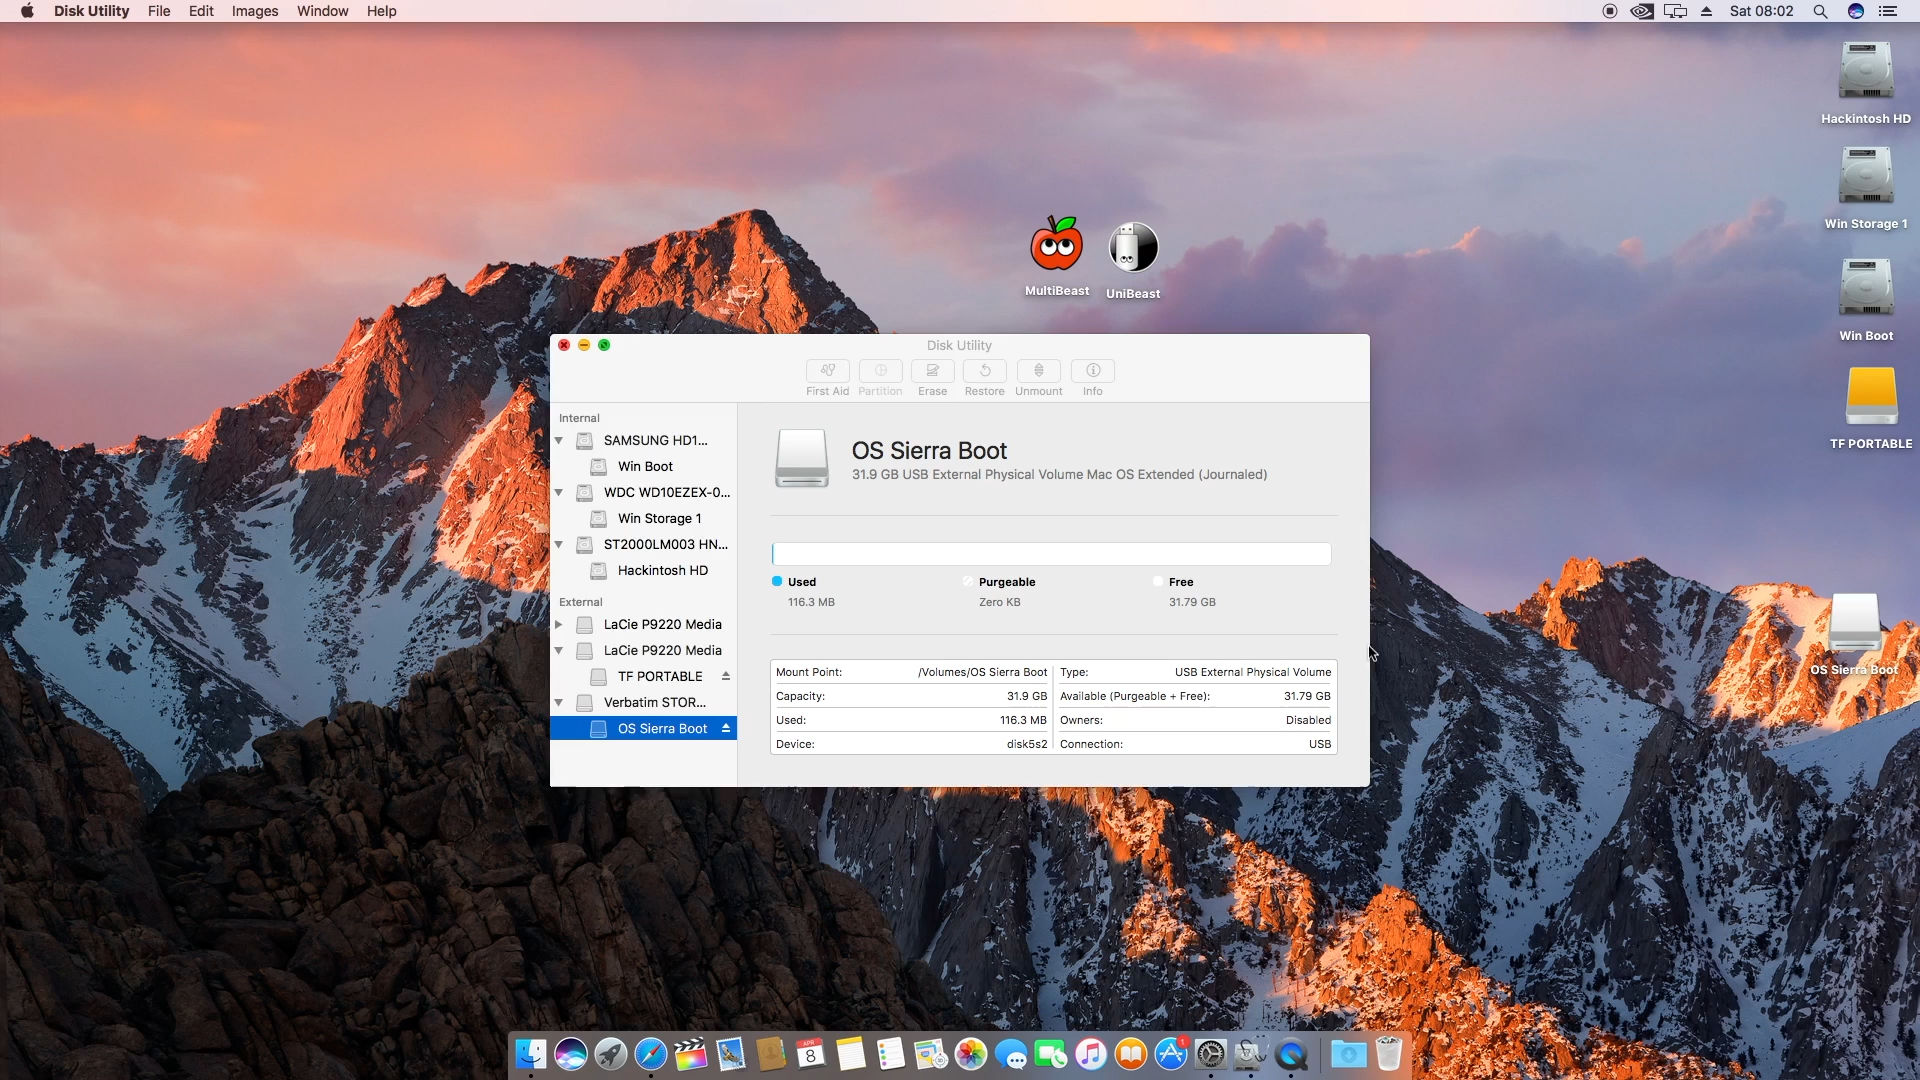 Disk Utility File Edit Images Window Help Sat 08:02
Hackintosh HD
Win Storage 1
MultiBeast UniBeast
Win Boot
TF PORTABLE
OS Sierra Boot
Disk Utility
First Aid Partition Erase Restore Unmount Info
Internal
SAMSUNG HD1...
Win Boot
WDC WD10EZEX-0...
Win Storage 1
ST2000LM003 HN...
Hackintosh HD
External
LaCie P9220 Media
LaCie P9220 Media
TF PORTABLE
Verbatim STOR...
OS Sierra Boot
OS Sierra Boot
31.9 GB USB External Physical Volume Mac OS Extended (Journaled)
Used Purgeable Free
116.3 MB Zero KB 31.79 GB
Mount Point: /Volumes/OS Sierra Boot Type: USB External Physical Volume
Capacity: 31.9 GB Available (Purgeable + Free): 31.79 GB
Used: 116.3 MB Owners: Disabled
Device: disk5s2 Connection: USB
APR
8
1